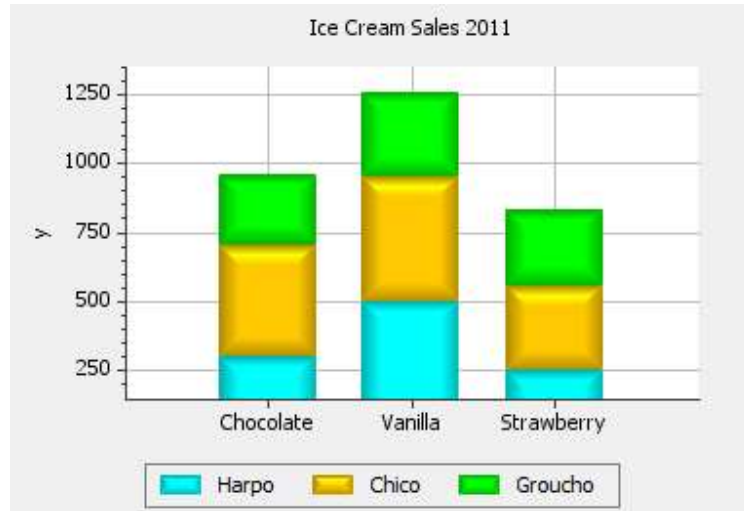 Ice Cream Sales 2011
1250
1000
750
500
250
y
Chocolate Vanilla Strawberry
Harpo Chico Groucho